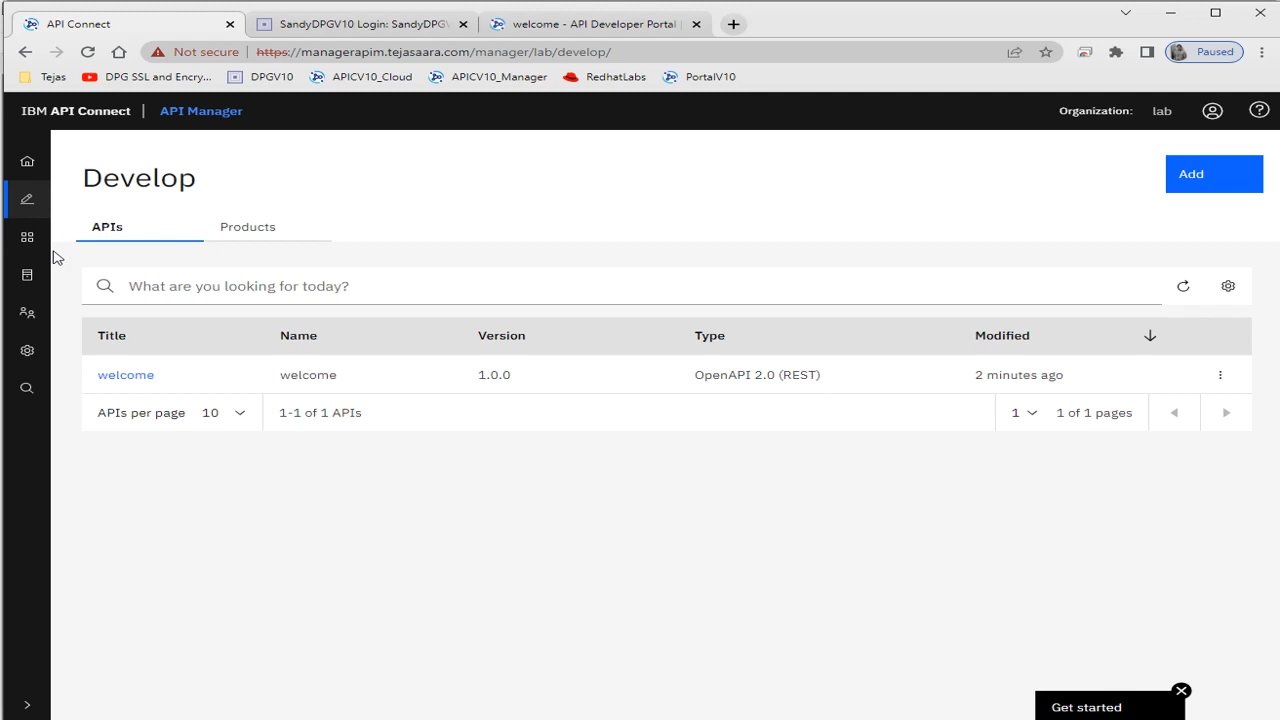 API Connect
SandyDPGV10 Login: SandyDPGV
welcome - API Developer Portal
Not secure
https://managerapim.tejasaara.com/manager/lab/develop/
Paused
Tejas
DPG SSL and Encry...
DPGV10
APICV10_Cloud
APICV10_Manager
RedhatLabs
PortalV10
IBM API Connect
API Manager
Organization:
lab
Develop
Add
APIs
Products
What are you looking for today?
Title Name Version Type Modified
welcome welcome 1.0.0 OpenAPI 2.0 (REST) 2 minutes ago
APIs per page 10 1-1 of 1 APIs 1 1 of 1 pages
Get started